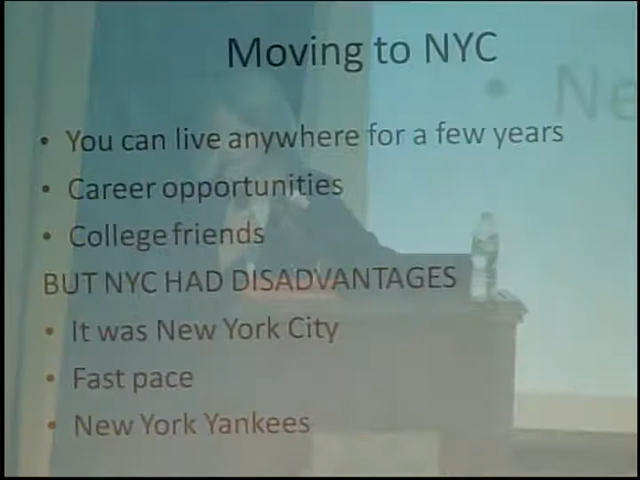 Moving to NYC
• Ne
• You can live anywhere for a few years
• Career opportunities
• College friends
BUT NYC HAD DISADVANTAGES
• It was New York City
• Fast pace
• New York Yankees